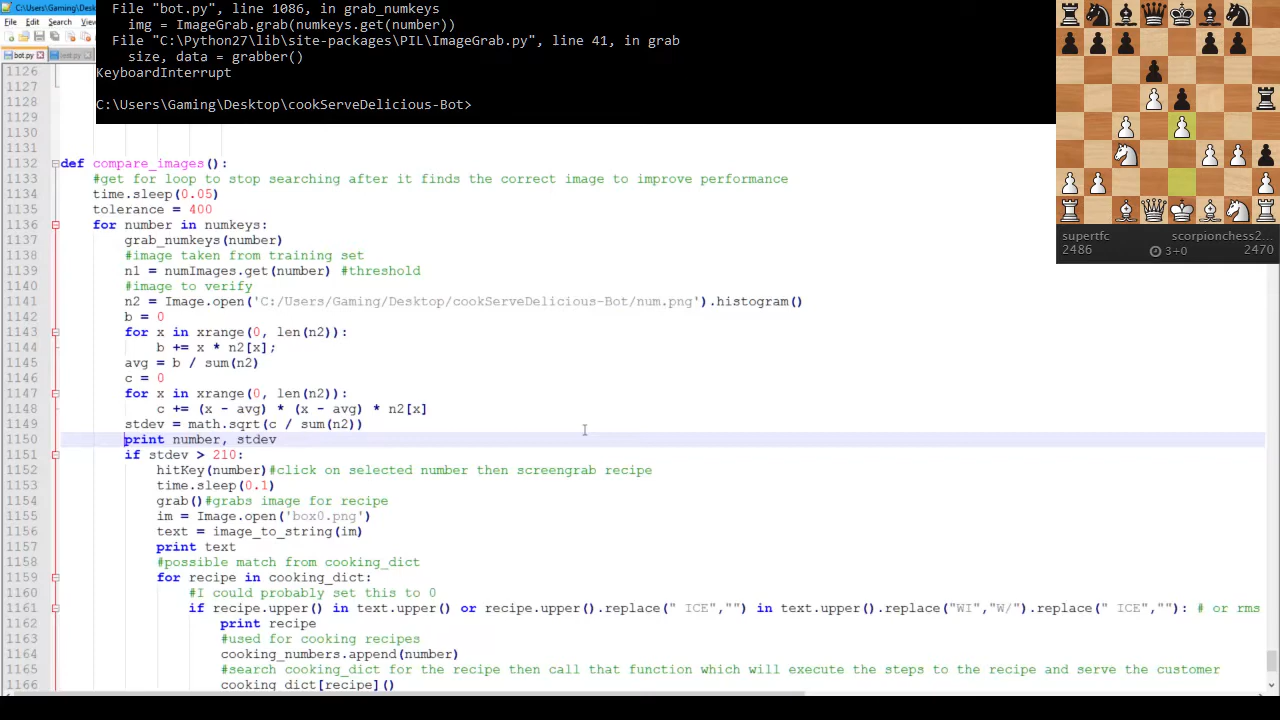 C:\Users\Gaming\Des
File "bot.py", line 1086, in grab_numkeys
File Edit Search
img = ImageGrab.grab(numkeys.get(number))
File "C:\Python27\lib\site-packages\PIL\ImageGrab.py", line 41, in grab
bot.py test.py
size, data = grabber()
1126 KeyboardInterrupt
1127
1128 C:\Users\Gaming\Desktop\cookServeDelicious-Bot>
1129
1130
1131
1132 def compare_images():
1133 #get for loop to stop searching after it finds the correct image to improve performance
1134 time.sleep(0.05)
1135 tolerance = 400
1136 for number in numkeys:
1137 grab_numkeys(number)
1138 #image taken from training set
1139 n1 = numImages.get(number) #threshold
1140 #image to verify
1141 n2 = Image.open('C:/Users/Gaming/Desktop/cookServeDelicious-Bot/num.png').histogram()
1142 b = 0
1143 for x in xrange(0, len(n2)):
1144 b += x * n2[x];
1145 avg = b / sum(n2)
1146 c = 0
1147 for x in xrange(0, len(n2)):
1148 c += (x - avg) * (x - avg) * n2[x]
1149 stdev = math.sqrt(c / sum(n2))
1150 print number, stdev
1151 if stdev > 210:
1152 hitKey(number)#click on selected number then screengrab recipe
1153 time.sleep(0.1)
1154 grab()#grabs image for recipe
1155 im = Image.open('box0.png')
1156 text = image_to_string(im)
1157 print text
1158 #possible match from cooking_dict
1159 for recipe in cooking_dict:
1160 #I could probably set this to 0
1161 if recipe.upper() in text.upper() or recipe.upper().replace(" ICE","") in text.upper().replace("WI","W/").replace(" ICE",""): # or rms
1162 print recipe
1163 #used for cooking recipes
1164 cooking_numbers.append(number)
1165 #search cooking_dict for the recipe then call that function which will execute the steps to the recipe and serve the customer
1166 cooking_dict[recipe]()
supertfc scorpionchess2...
2486 3+0 2470